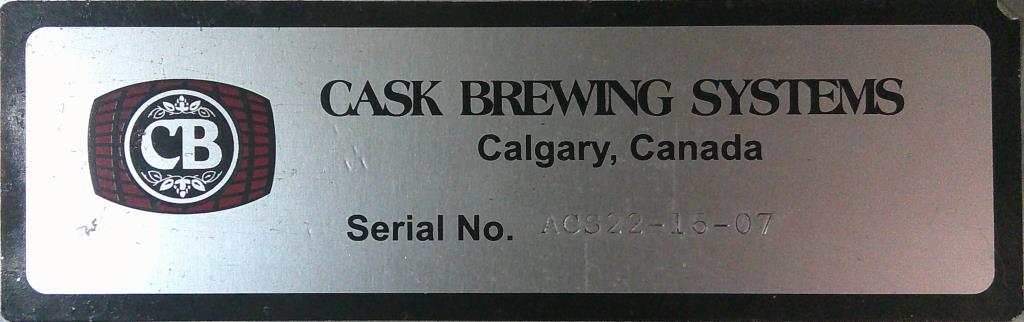 CB
CASK BREWING SYSTEMS
Calgary, Canada
Serial No. ACS22-15-07